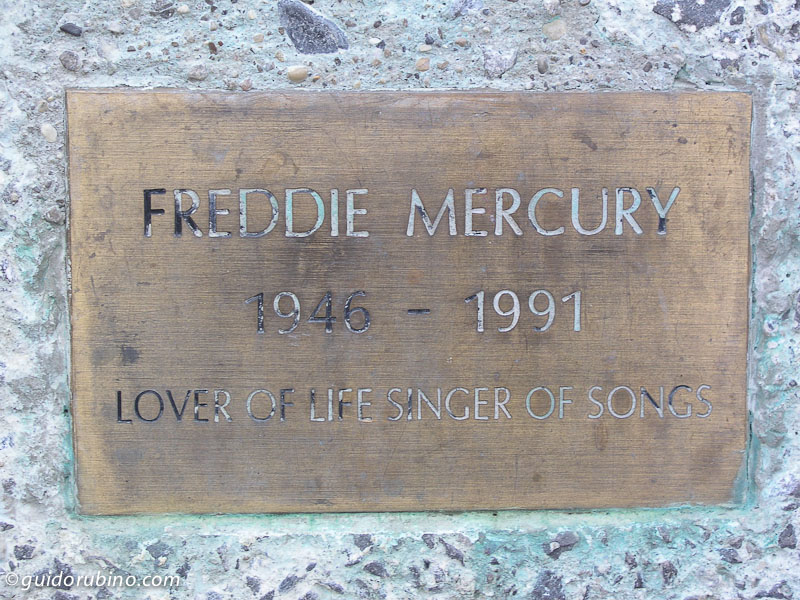 FREDDIE MERCURY
1946 - 1991
LOVER OF LIFE SINGER OF SONGS
©guidorubino.com